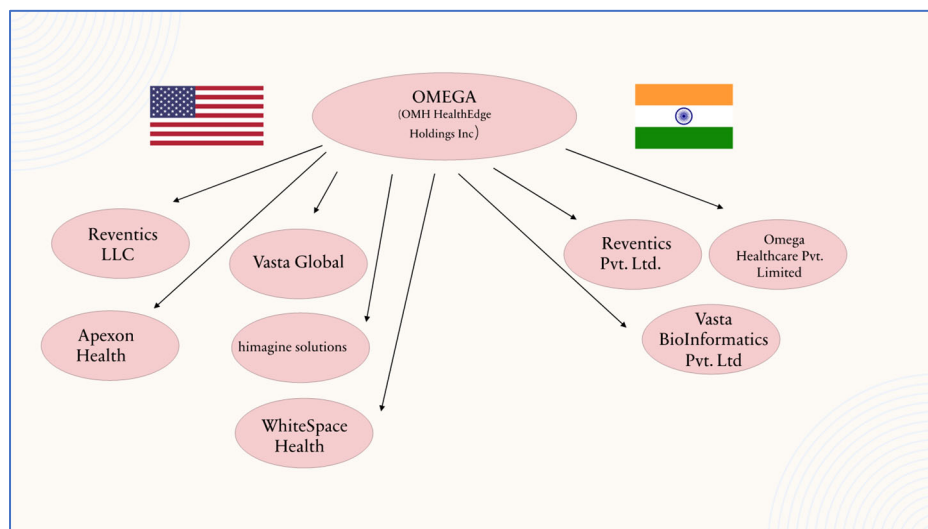 OMEGA
(OMH HealthEdge
Holdings Inc)
Reventics
LLC
Vasta Global
Reventics
Pvt. Ltd.
Omega
Healthcare Pvt.
Limited
Apexon
Health
himagine solutions
Vasta
BioInformatics
Pvt. Ltd
WhiteSpace
Health